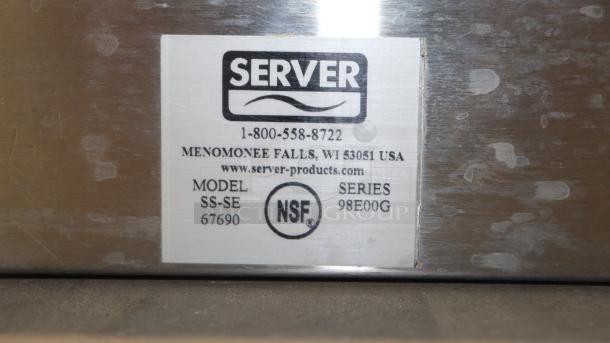 SERVER
1-800-558-8722
MENOMONEE FALLS, WI 53051 USA
www.server-products.com
MODEL SERIES
SS-SE 98E00G
67690
NSF®
GROUP